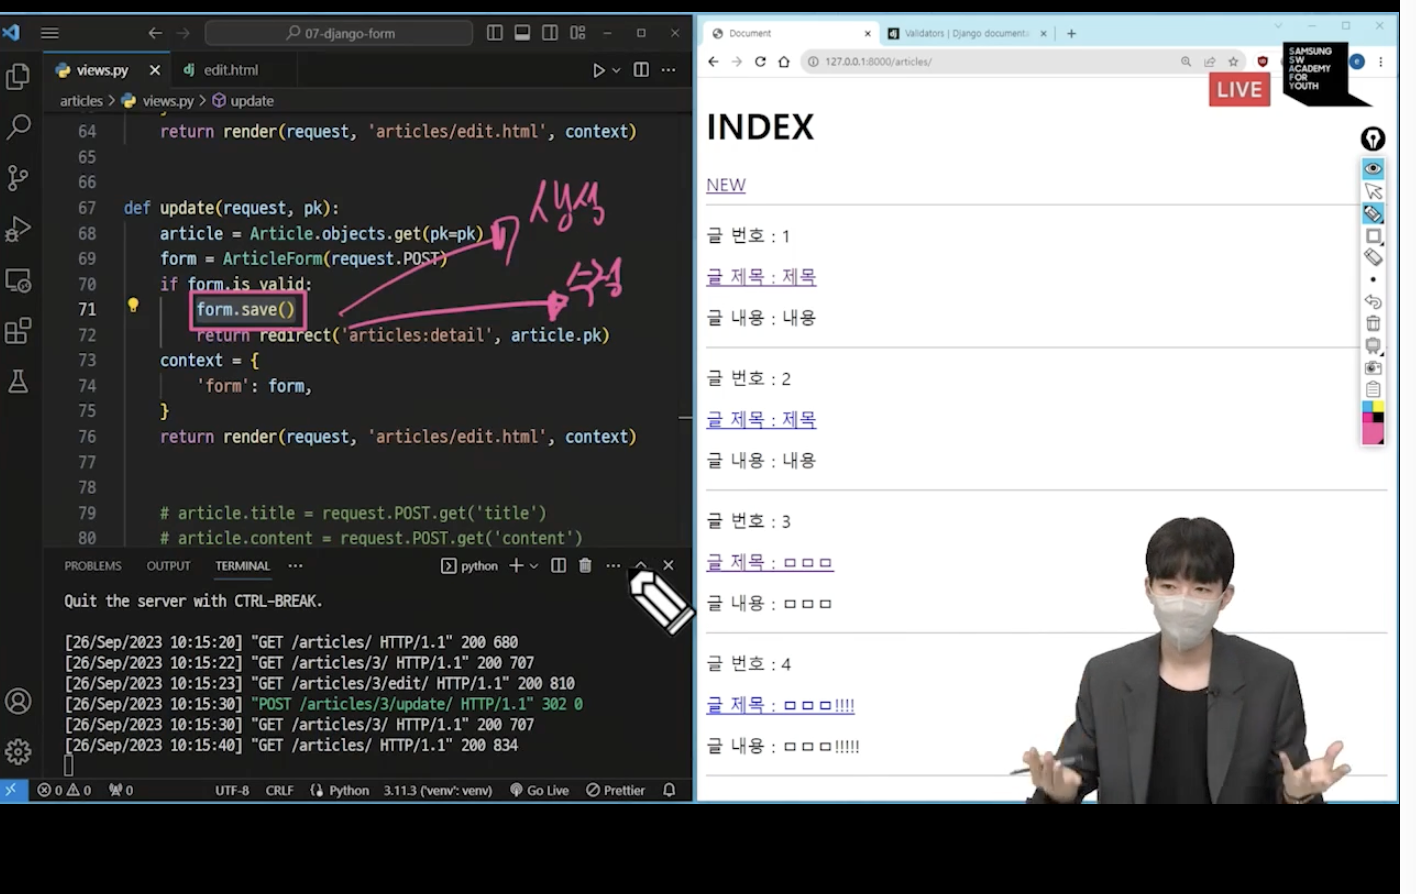 07-django-form
views.py
edit.html
articles > views.py > update
64 return render(request, 'articles/edit.html', context)
65
66
67 def update(request, pk):
68 article = Article.objects.get(pk=pk)
69 form = ArticleForm(request.POST)
70 if form.is_valid:
71 form.save()
72 return redirect('articles:detail', article.pk)
73 context = {
74 'form': form,
75 }
76 return render(request, 'articles/edit.html', context)
77
78
79 # article.title = request.POST.get('title')
80 # article.content = request.POST.get('content')
생성
수정
PROBLEMS OUTPUT TERMINAL
python
Quit the server with CTRL-BREAK.
[26/Sep/2023 10:15:20] "GET /articles/ HTTP/1.1" 200 680
[26/Sep/2023 10:15:22] "GET /articles/3/ HTTP/1.1" 200 707
[26/Sep/2023 10:15:23] "GET /articles/3/edit/ HTTP/1.1" 200 810
[26/Sep/2023 10:15:30] "POST /articles/3/update/ HTTP/1.1" 302 0
[26/Sep/2023 10:15:30] "GET /articles/3/ HTTP/1.1" 200 707
[26/Sep/2023 10:15:40] "GET /articles/ HTTP/1.1" 200 834
0 0 0 UTF-8 CRLF Python 3.11.3 ('venv': venv) Go Live Prettier
Document
Validators | Django documenta
127.0.0.1:8000/articles/
LIVE
SAMSUNG
SW
ACADEMY
FOR
YOUTH
INDEX
NEW
글 번호 : 1
글 제목 : 제목
글 내용 : 내용
글 번호 : 2
글 제목 : 제목
글 내용 : 내용
글 번호 : 3
글 제목 : ㅁㅁㅁ
글 내용 : ㅁㅁㅁ
글 번호 : 4
글 제목 : ㅁㅁㅁ!!!!
글 내용 : ㅁㅁㅁ!!!!!